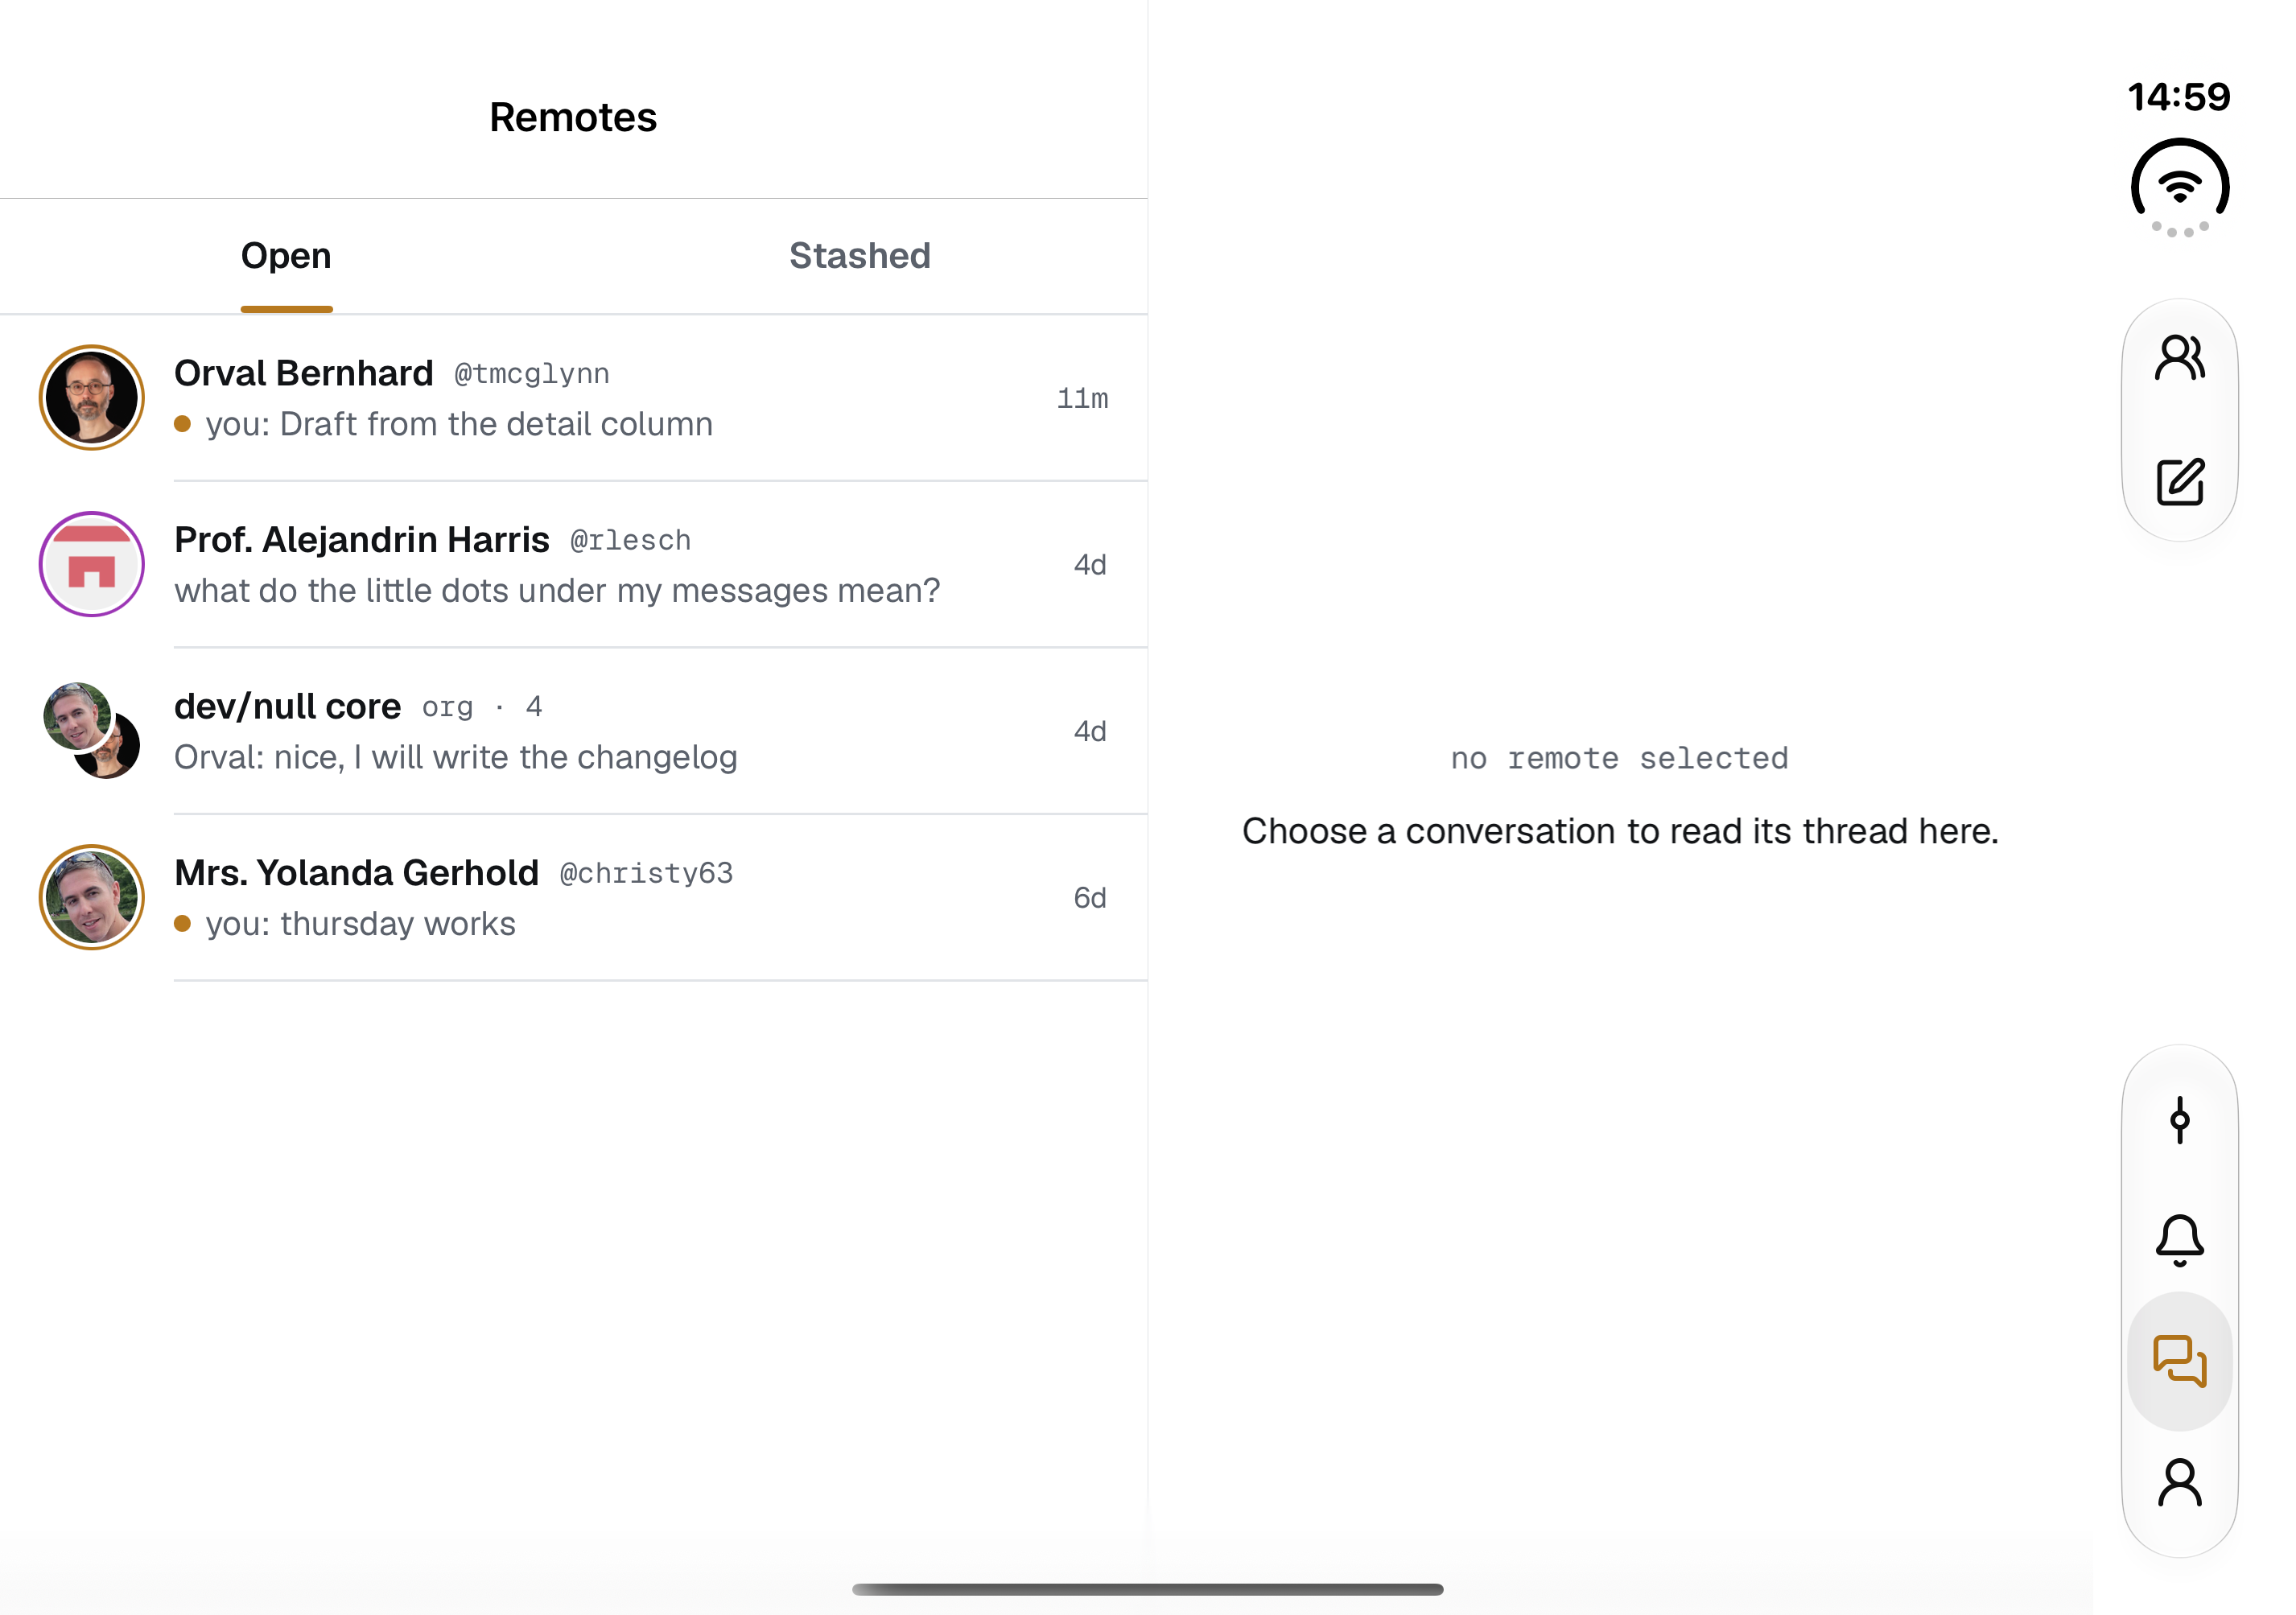 Remotes
14:59
Open
Stashed
Orval Bernhard @tmcglynn
11m
you: Draft from the detail column
Prof. Alejandrin Harris @rlesch
4d
what do the little dots under my messages mean?
dev/null core org · 4
4d
Orval: nice, I will write the changelog
Mrs. Yolanda Gerhold @christy63
6d
you: thursday works
no remote selected
Choose a conversation to read its thread here.